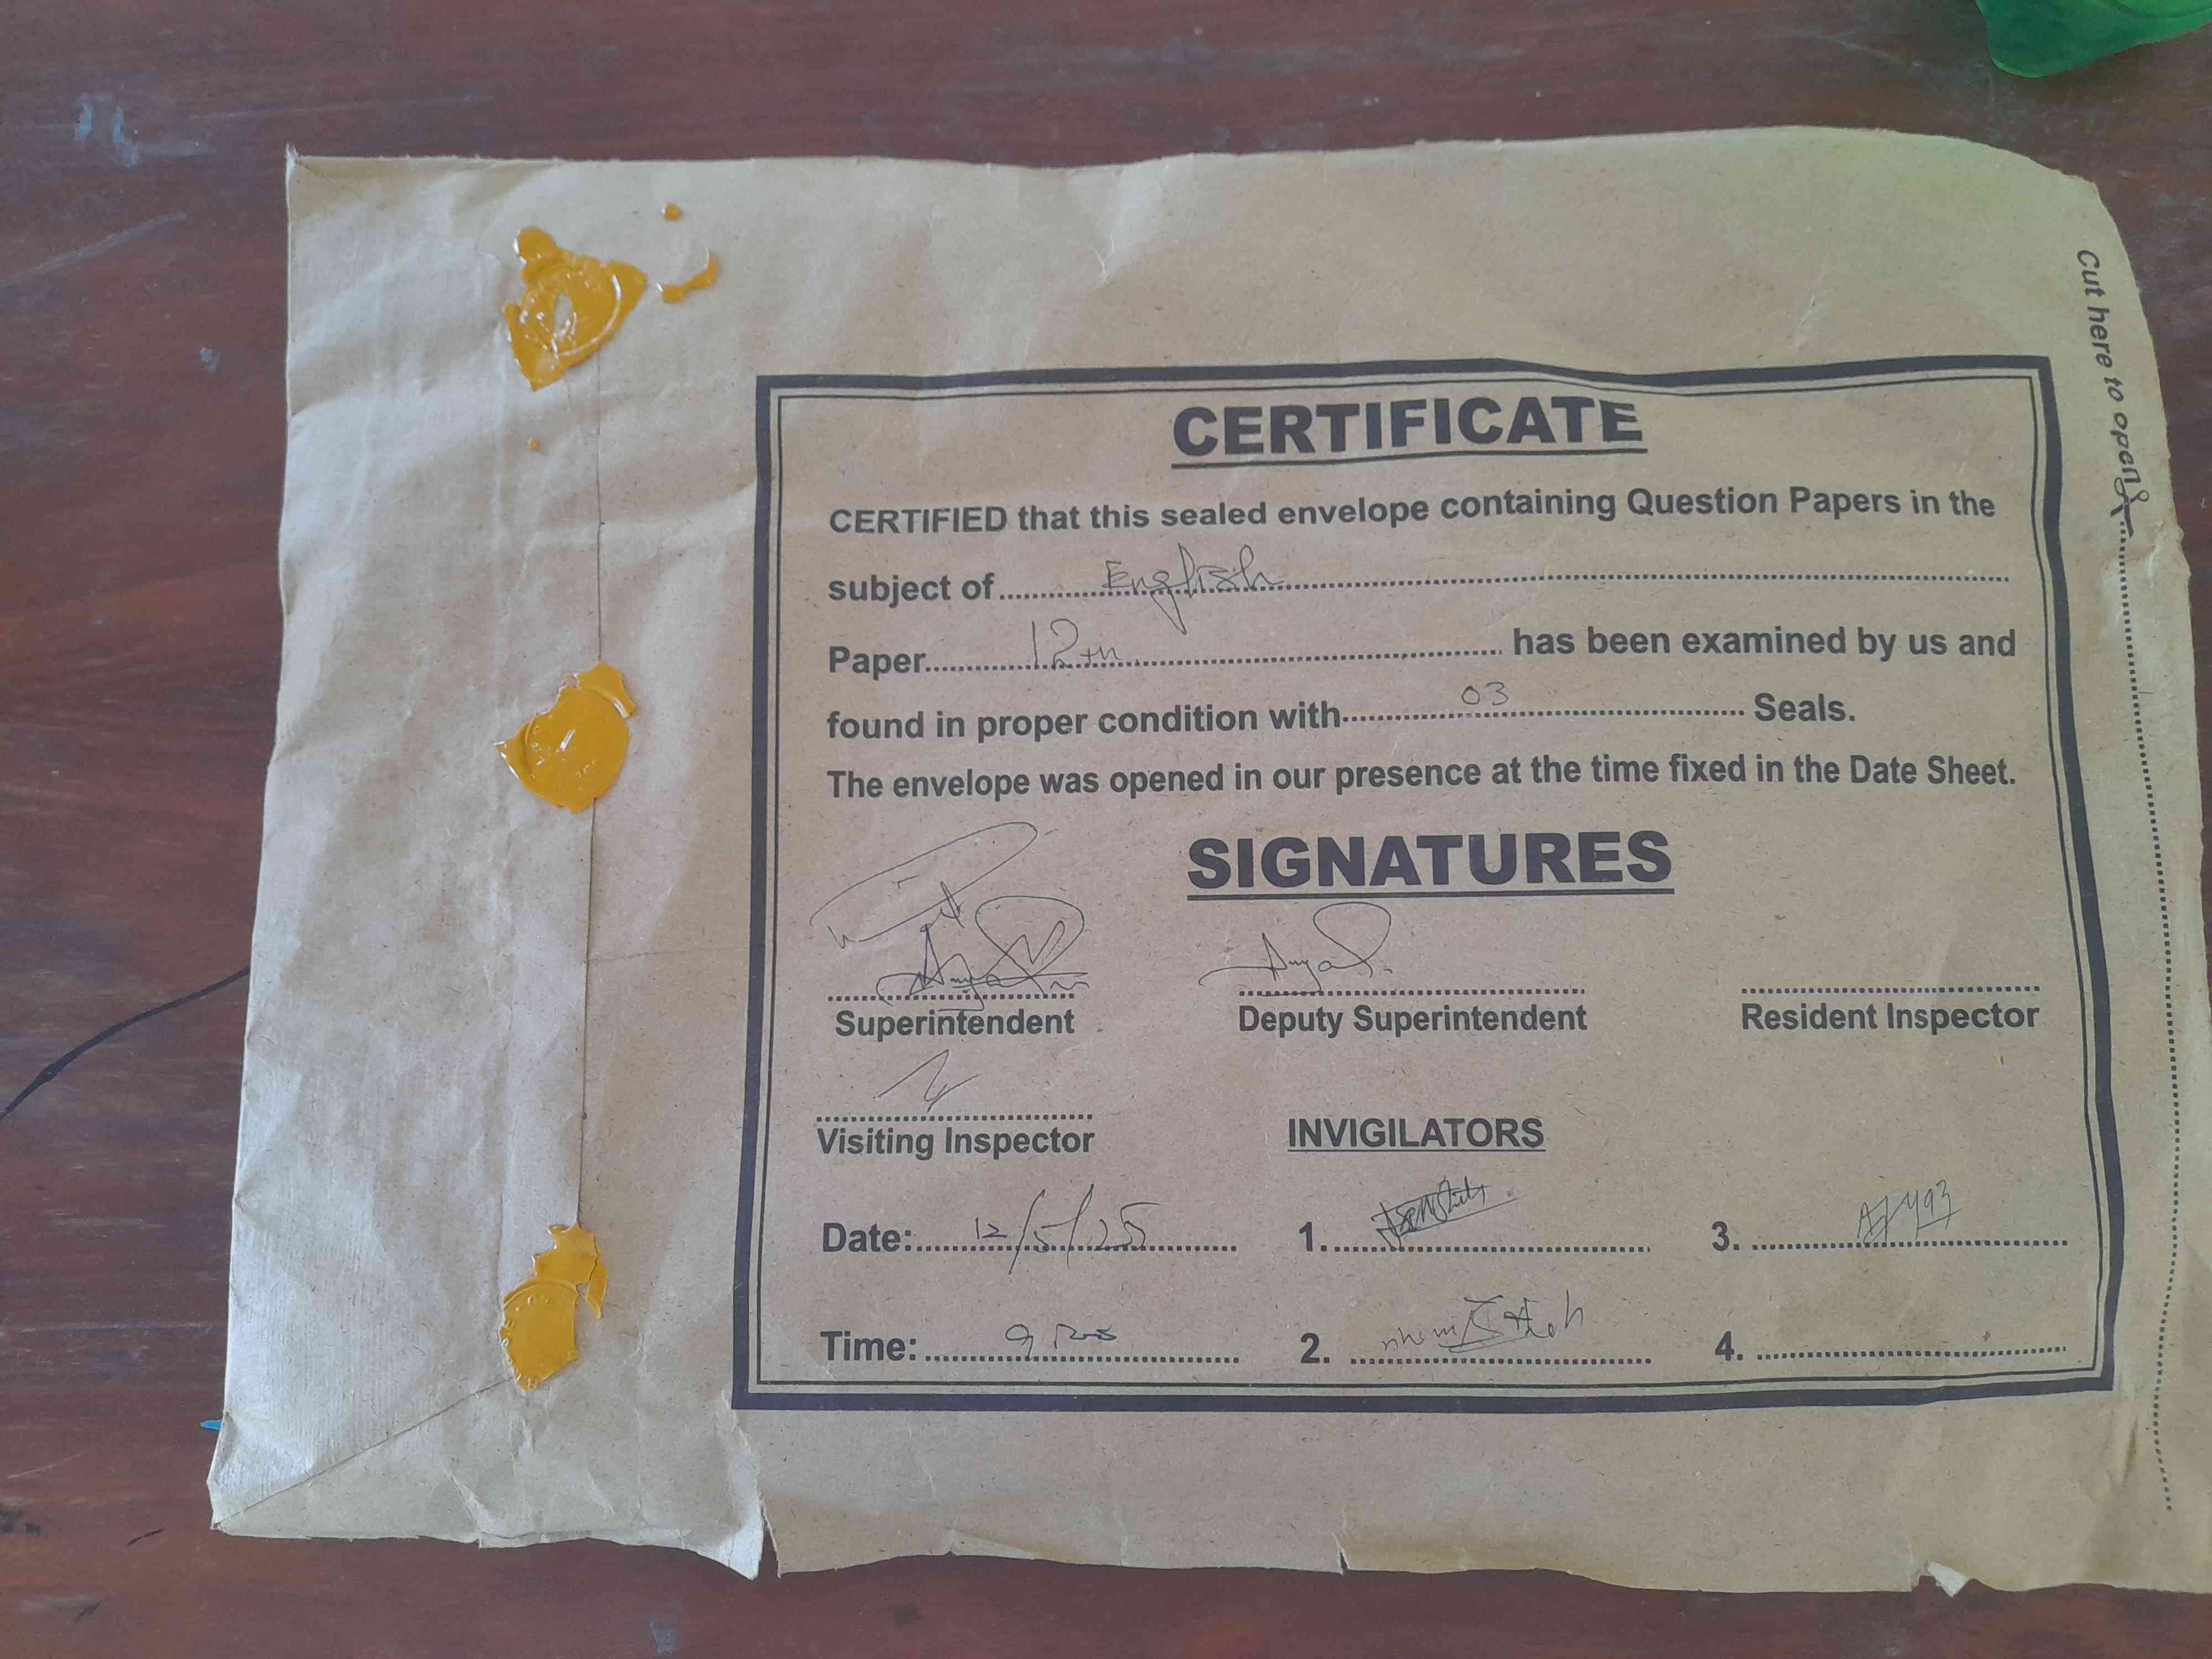 Cut here to open
CERTIFICATE
CERTIFIED that this sealed envelope containing Question Papers in the
subject of English
Paper 12th has been examined by us and
found in proper condition with 03 Seals.
The envelope was opened in our presence at the time fixed in the Date Sheet.
SIGNATURES
Superintendent Deputy Superintendent Resident Inspector
Visiting Inspector INVIGILATORS
Date: 12/5/25 1. 3.
Time: 2. 4.